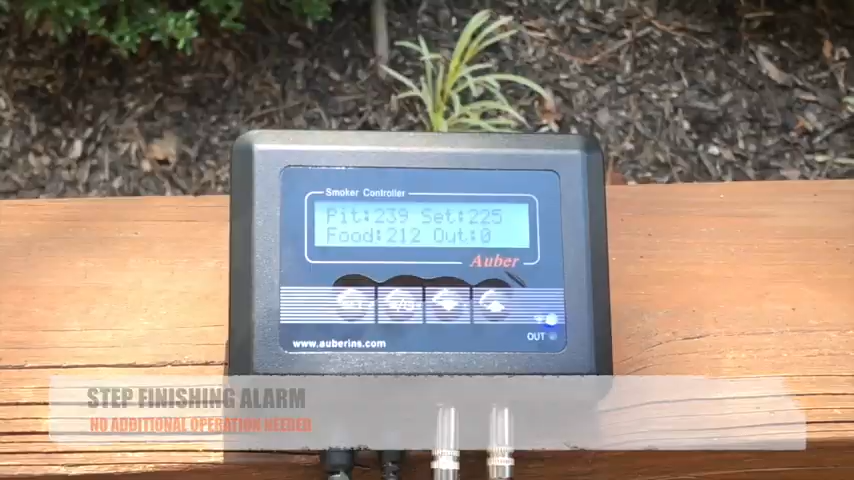 Smoker Controller
Pit:239 Set:225
Food:212 Out:0
Auber
www.auberins.com
OUT
STEP FINISHING ALARM
NO ADDITIONAL OPERATION NEEDED